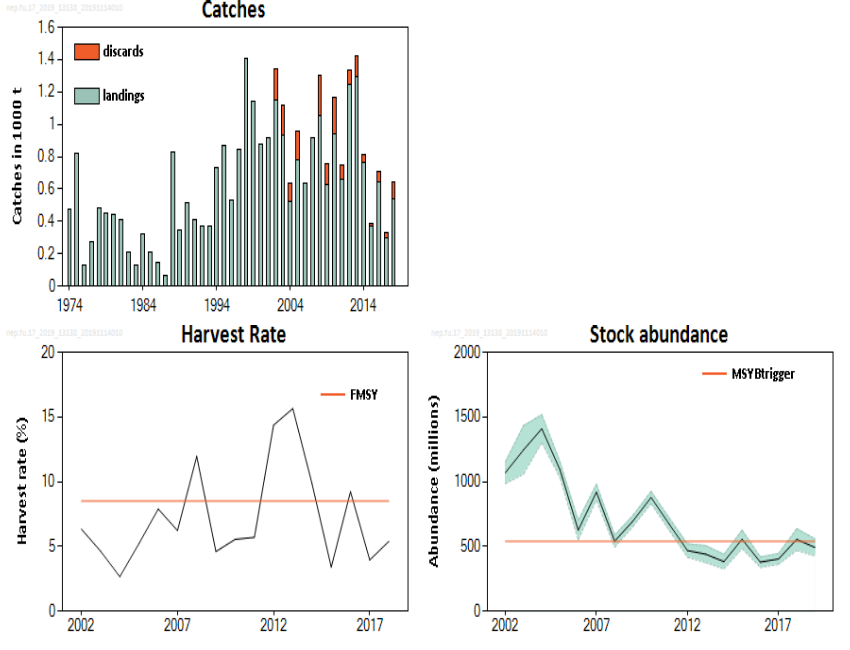 Catches
1.6
discards
1.4
1.2
landings
1
0.8
0.6
0.4
0.2
0
Catches in 1000 t
1974 1984 1994 2004 2014
Harvest Rate
20
FMSY
15
10
5
0
Harvest rate (%)
2002 2007 2012 2017
Stock abundance
2000
MSYBtrigger
1500
1000
500
0
Abundance (millions)
2002 2007 2012 2017